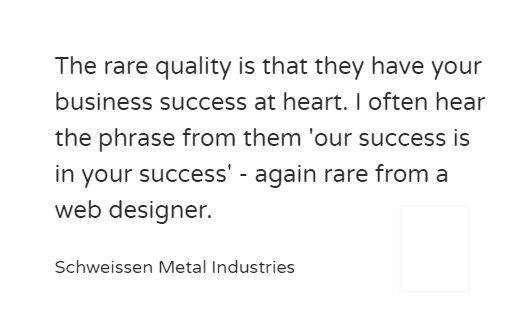 The rare quality is that they have your
business success at heart. I often hear
the phrase from them 'our success is
in your success' - again rare from a
web designer.
Schweissen Metal Industries